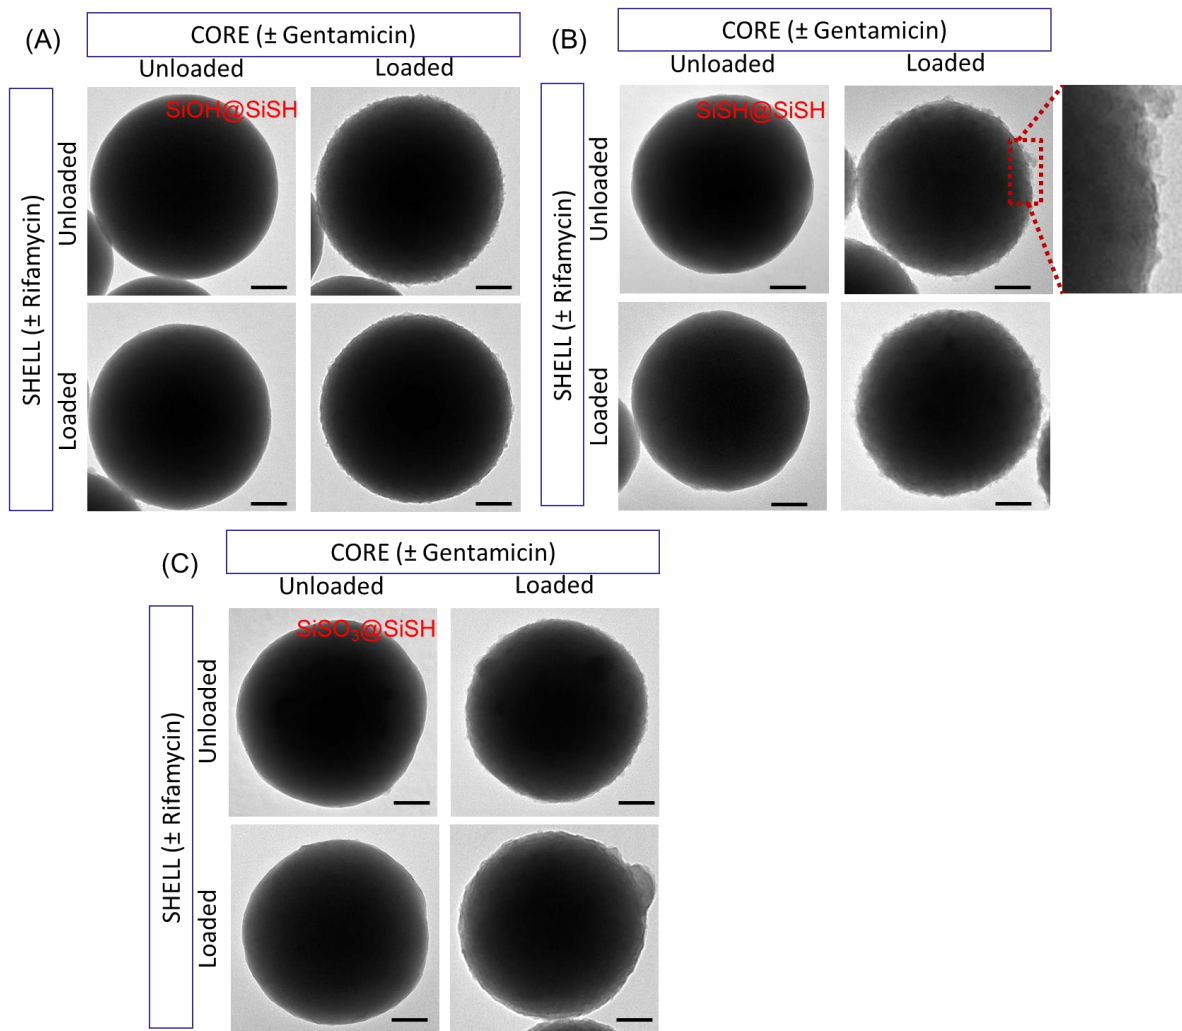 (A)
CORE (± Gentamicin)
Unloaded
Loaded
SHELL (± Rifamycin)
Unloaded
Loaded
SiOH@SiSH
(B)
CORE (± Gentamicin)
Unloaded
Loaded
SHELL (± Rifamycin)
Unloaded
Loaded
SiSH@SiSH
(C)
CORE (± Gentamicin)
Unloaded
Loaded
SHELL (± Rifamycin)
Unloaded
Loaded
SiSO₃@SiSH